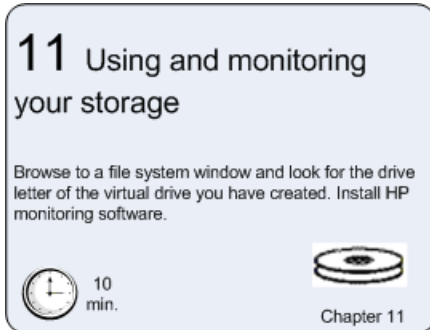 11 Using and monitoring
your storage
Browse to a file system window and look for the drive
letter of the virtual drive you have created. Install HP
monitoring software.
10
min.
Chapter 11